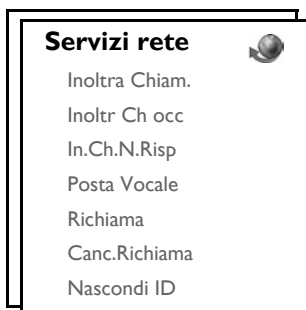 Servizi rete
Inoltra Chiam.
Inoltr Ch occ
In.Ch.N.Risp
Posta Vocale
Richiama
Canc.Richiama
Nascondi ID